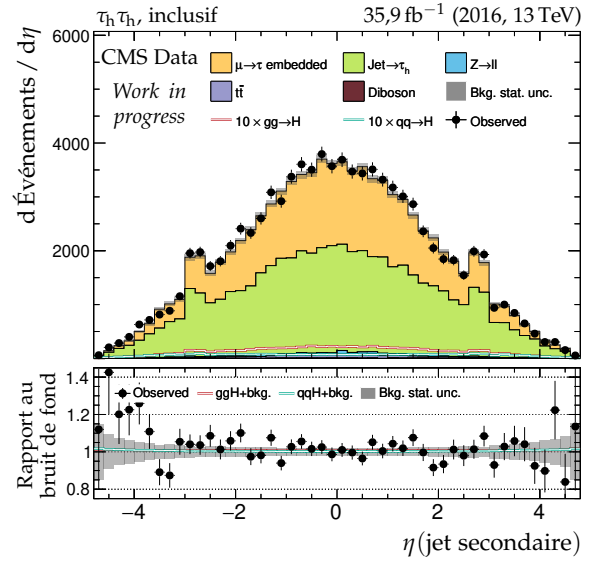 τhτh, inclusif 35,9 fb−1 (2016, 13 TeV)
d Événements / dη
6000
4000
2000
CMS Data
Work in
progress
μ→τ embedded Jet→τh Z→ll
tt̄ Diboson Bkg. stat. unc.
10 × gg→H 10 × qq→H Observed
Rapport au
bruit de fond
1.4
1.2
1
0.8
Observed ggH+bkg. qqH+bkg. Bkg. stat. unc.
−4 −2 0 2 4
η (jet secondaire)